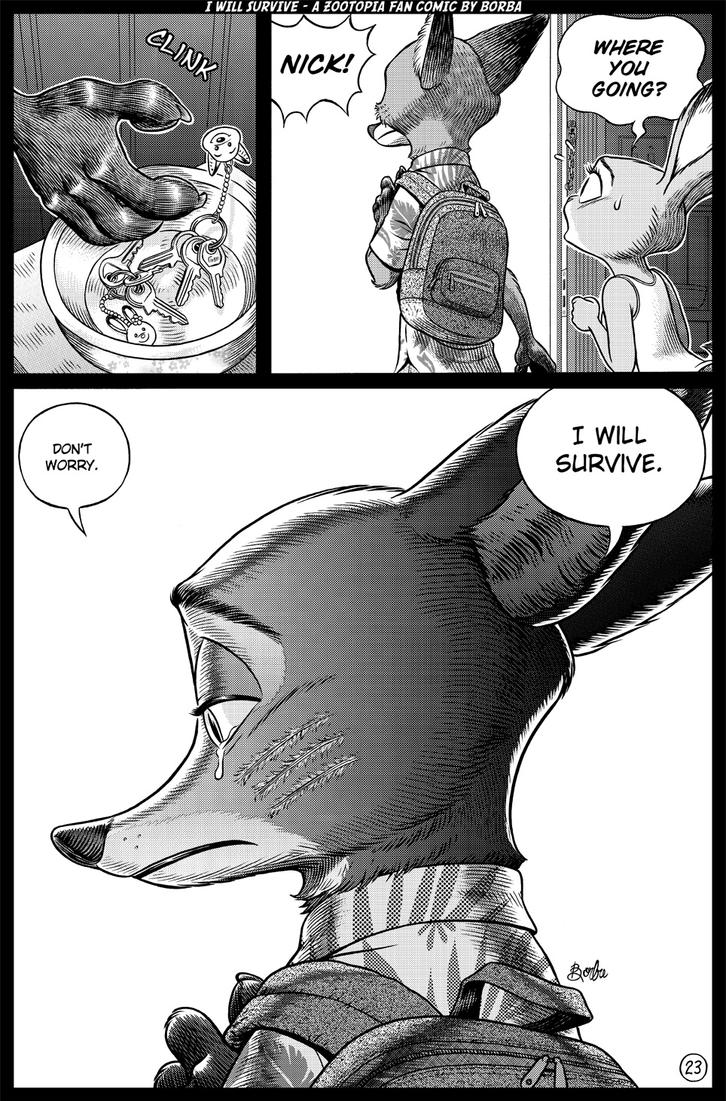 I WILL SURVIVE - A ZOOTOPIA FAN COMIC BY BORBA
CLINK
NICK!
WHERE
YOU
GOING?
DON'T
WORRY.
I WILL
SURVIVE.
Borba
23